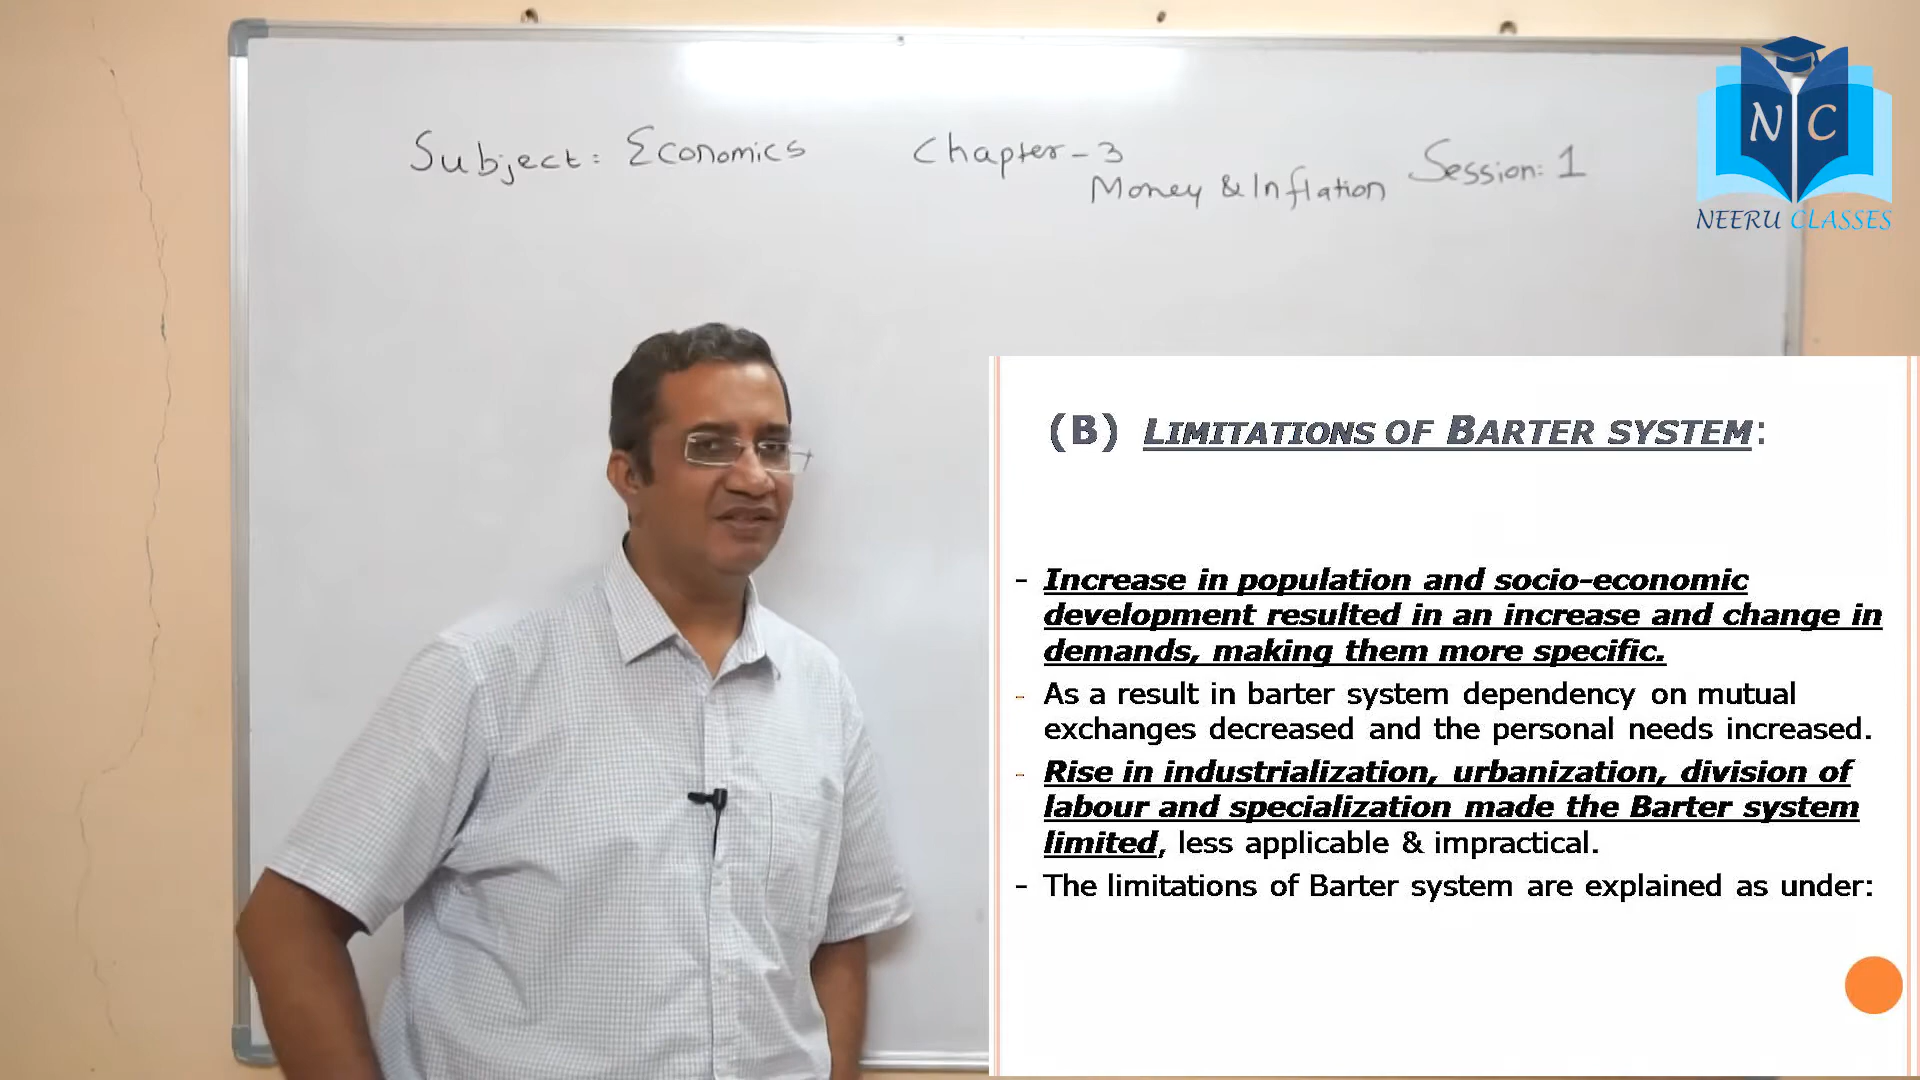 Subject: Economics
Chapter-3
Money & Inflation
Session: 1
N C
NEERU CLASSES
(B) LIMITATIONS OF BARTER SYSTEM:
- Increase in population and socio-economic
development resulted in an increase and change in
demands, making them more specific.
- As a result in barter system dependency on mutual
exchanges decreased and the personal needs increased.
- Rise in industrialization, urbanization, division of
labour and specialization made the Barter system
limited, less applicable & impractical.
- The limitations of Barter system are explained as under: